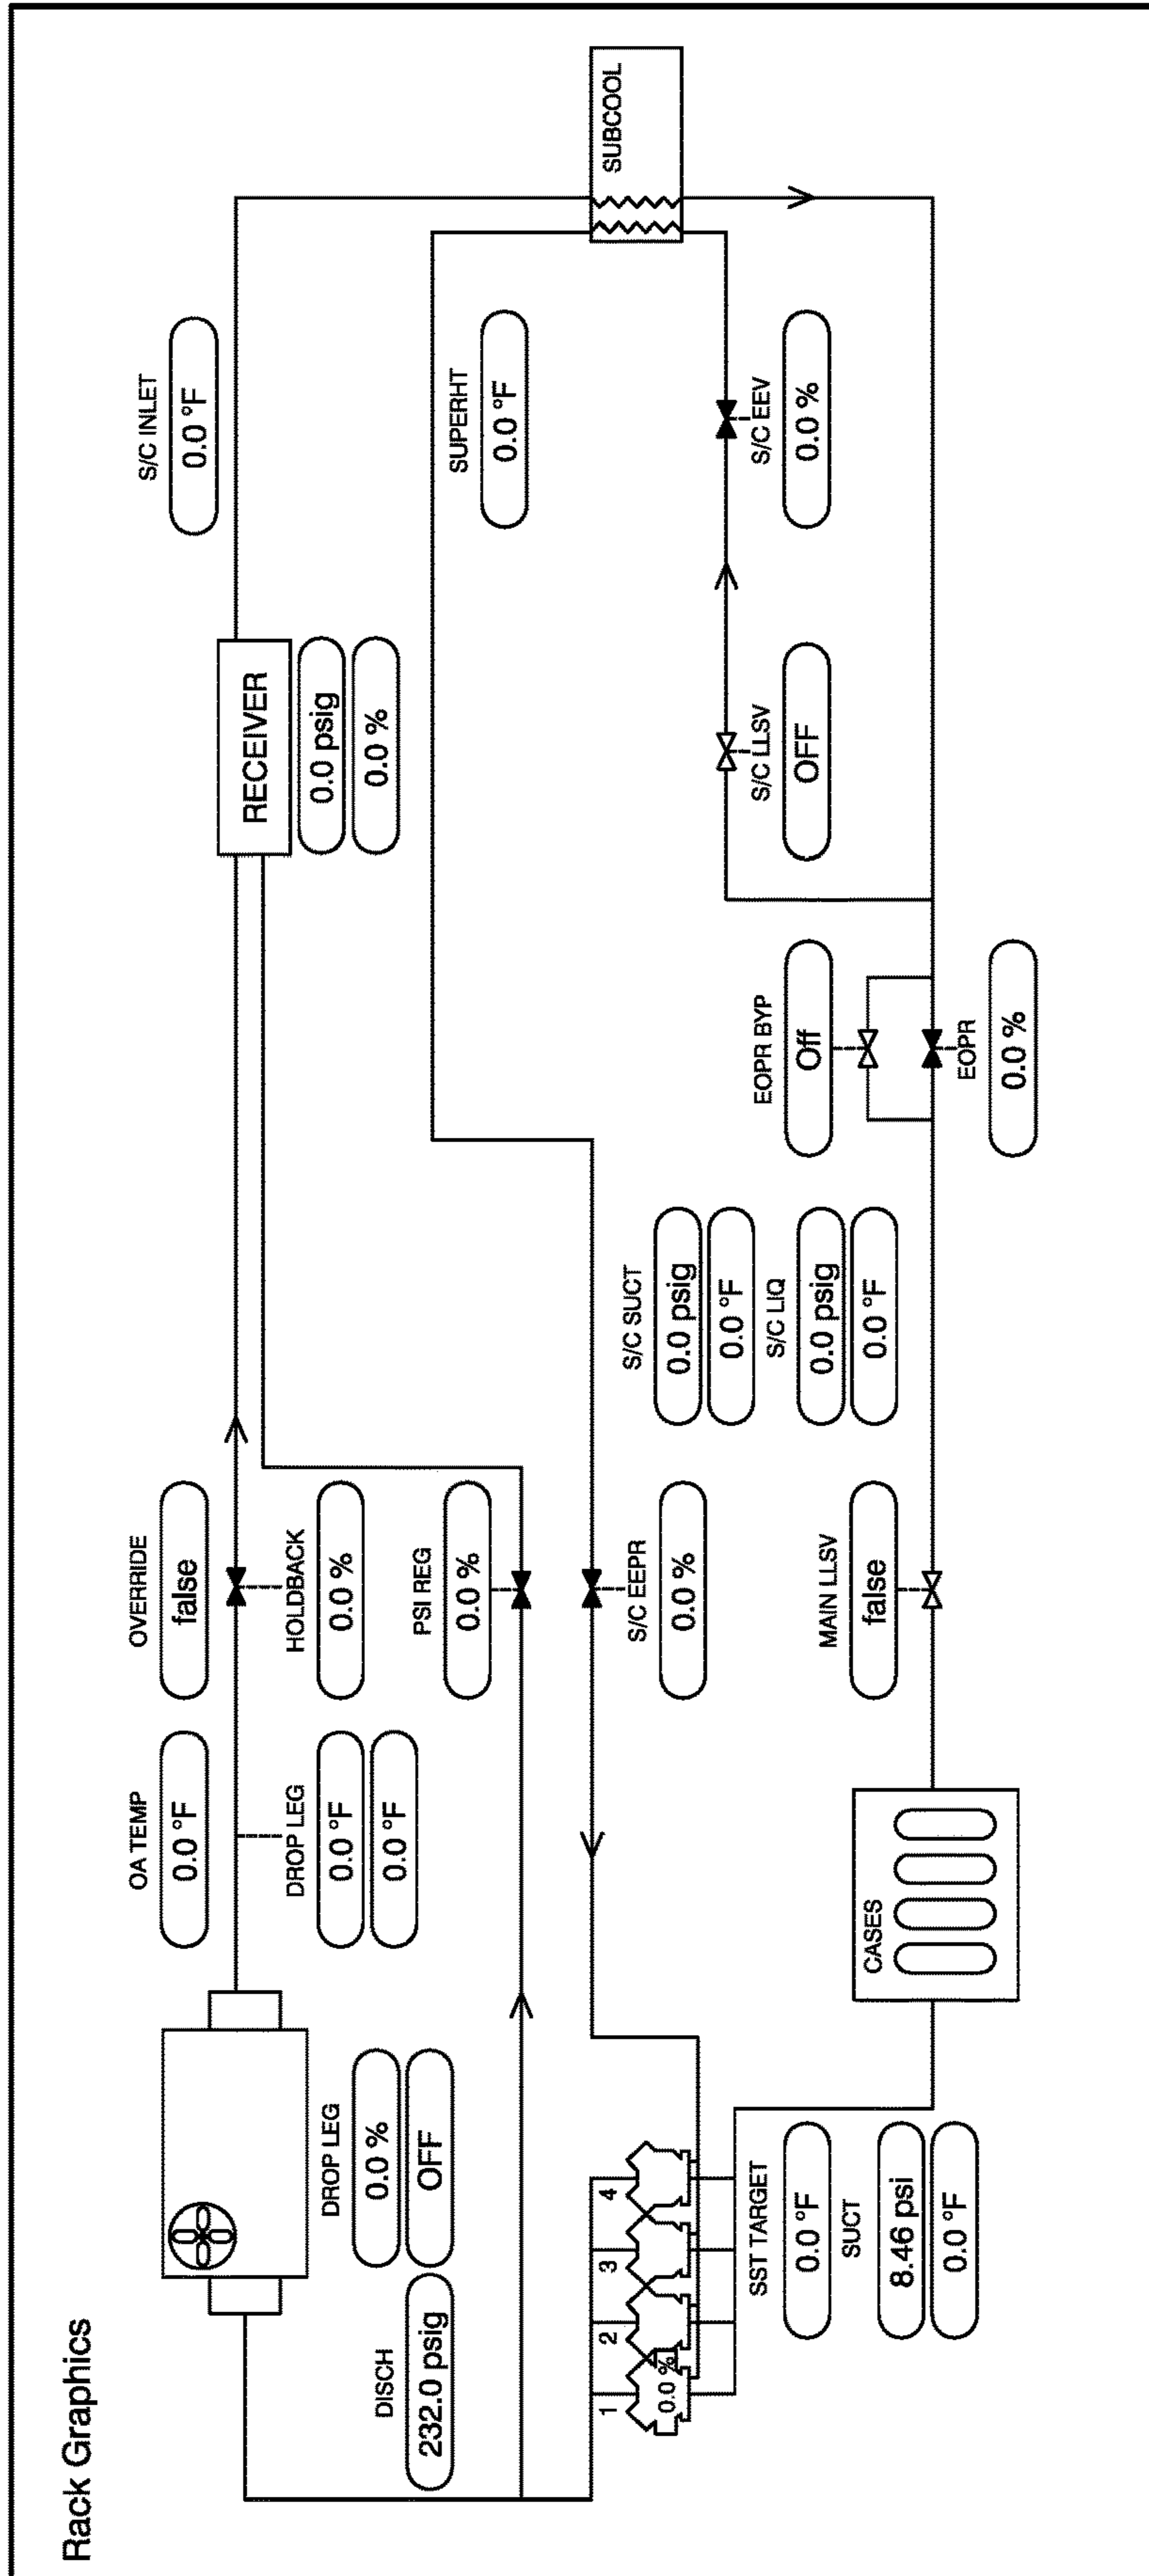 Rack Graphics
OA TEMP
0.0 °F
OVERRIDE
false
S/C INLET
0.0 °F
DROP LEG
0.0 °F
0.0 °F
HOLDBACK
0.0 %
RECEIVER
0.0 psig
0.0 %
DROP LEG
0.0 %
OFF
DISCH
232.0 psig
PSI REG
0.0 %
SUPERHT
0.0 °F
SUBCOOL
1
2
3
4
0.0 %
S/C EEPR
0.0 %
S/C SUCT
0.0 psig
0.0 °F
S/C LIQ
0.0 psig
0.0 °F
S/C LLSV
OFF
S/C EEV
0.0 %
SST TARGET
0.0 °F
SUCT
8.46 psi
0.0 °F
CASES
MAIN LLSV
false
EOPR BYP
Off
EOPR
0.0 %